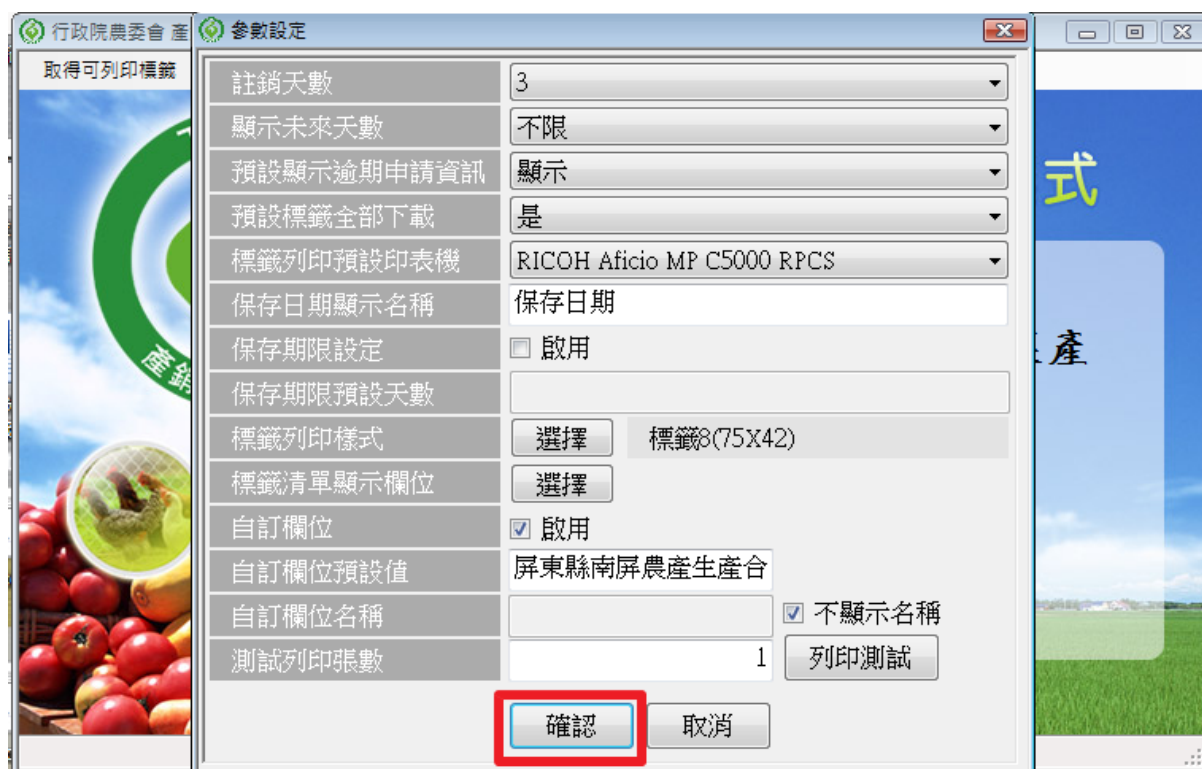 行政院農委會 產
參數設定
取得可列印標籤
註銷天數 3
顯示未來天數 不限
預設顯示逾期申請資訊 顯示
預設標籤全部下載 是
標籤列印預設印表機 RICOH Aficio MP C5000 RPCS
保存日期顯示名稱 保存日期
保存期限設定 啟用
保存期限預設天數
標籤列印樣式 選擇 標籤8(75X42)
標籤清單顯示欄位 選擇
自訂欄位 啟用
自訂欄位預設值 屏東縣南屏農產生產合
自訂欄位名稱 不顯示名稱
測試列印張數 1 列印測試
確認 取消
式
產
產銷